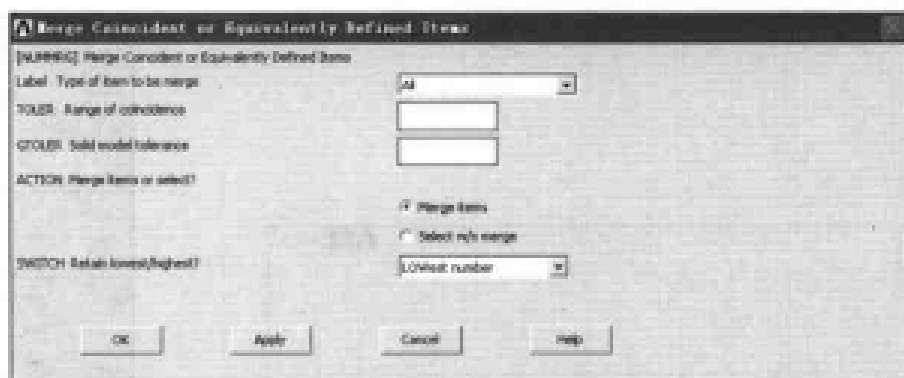 Merge Coincident or Equivalently Defined Items
[NUMMRG] Merge Coincident or Equivalently Defined Items
Label Type of item to be merge
All
TOLER Range of coincidence
GTOLER Solid model tolerance
ACTION Merge items or select?
Merge items
Select w/o merge
SWITCH Retain lowest/highest?
LOWest number
OK
Apply
Cancel
Help